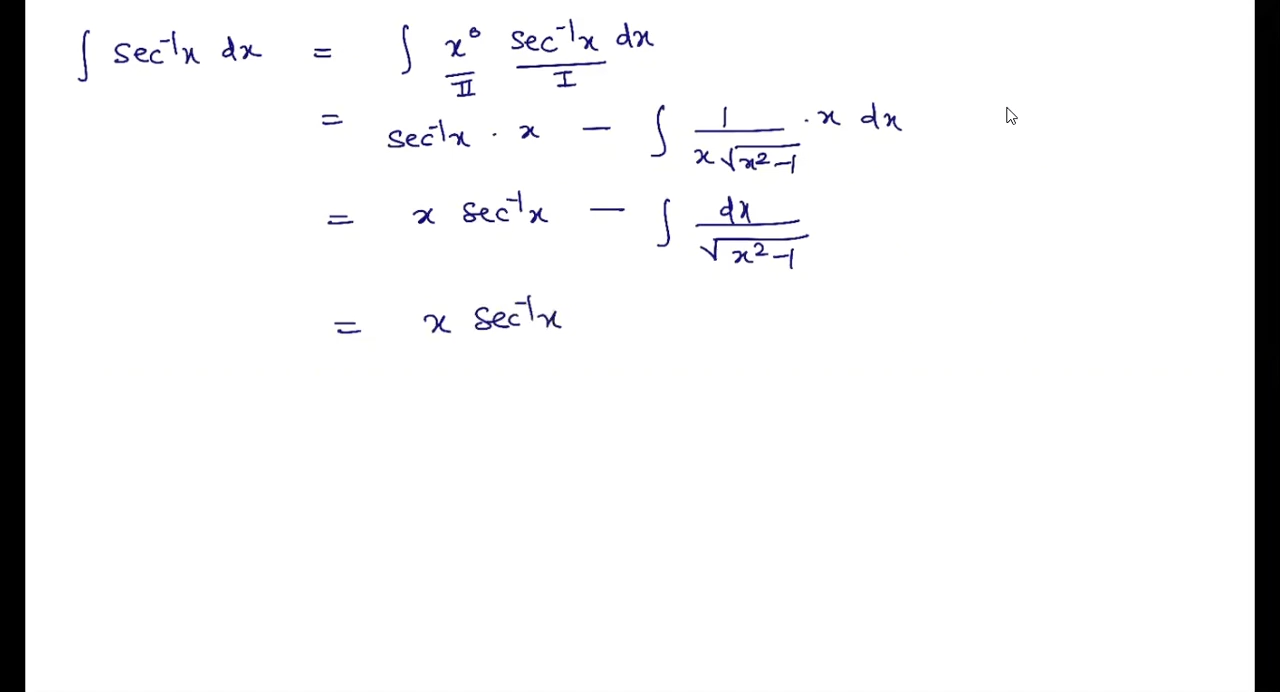 ∫ sec⁻¹x dx = ∫ x⁰ sec⁻¹x dx
II I
= sec⁻¹x · x − ∫ 1/(x√(x²−1)) · x dx
= x sec⁻¹x − ∫ dx/√(x²−1)
= x sec⁻¹x